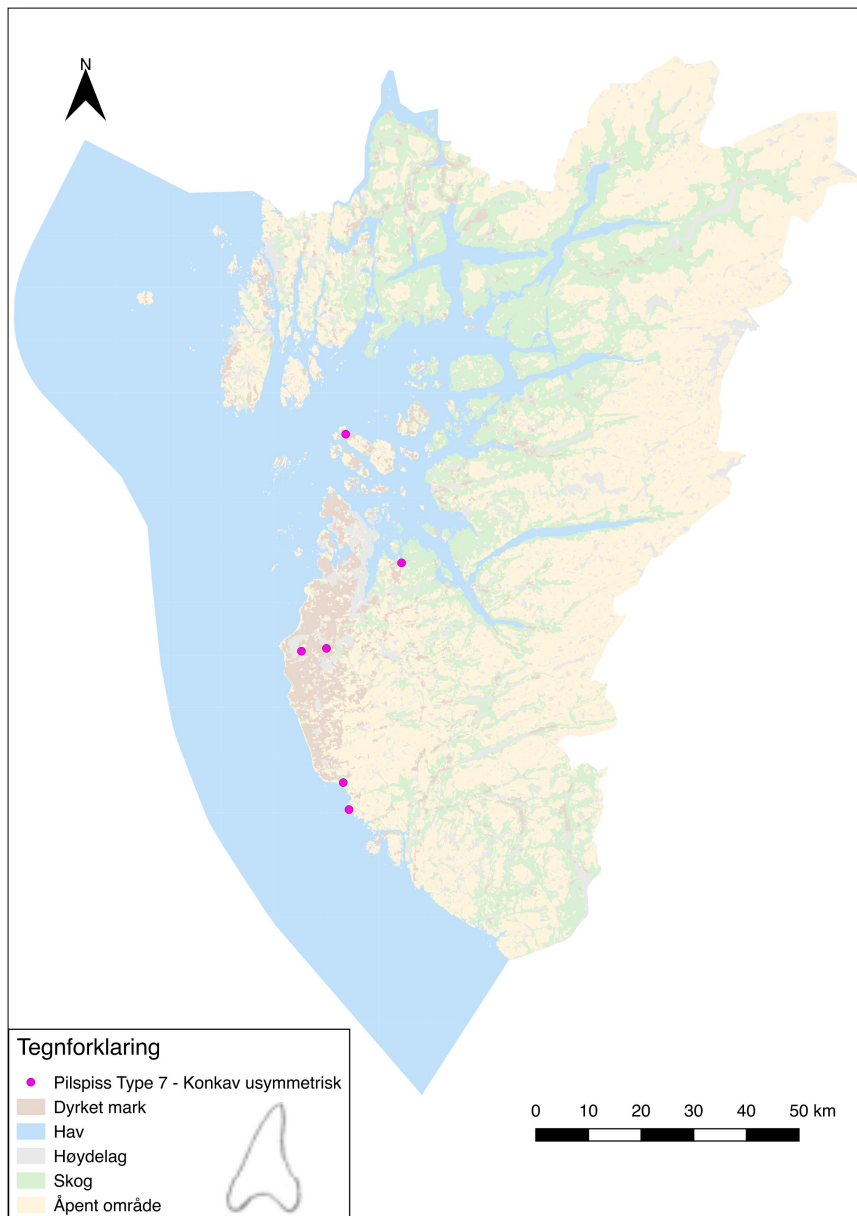 N
Tegnforklaring
Pilspiss Type 7 - Konkav usymmetrisk
Dyrket mark
Hav
Høydelag
Skog
Åpent område
0 10 20 30 40 50 km